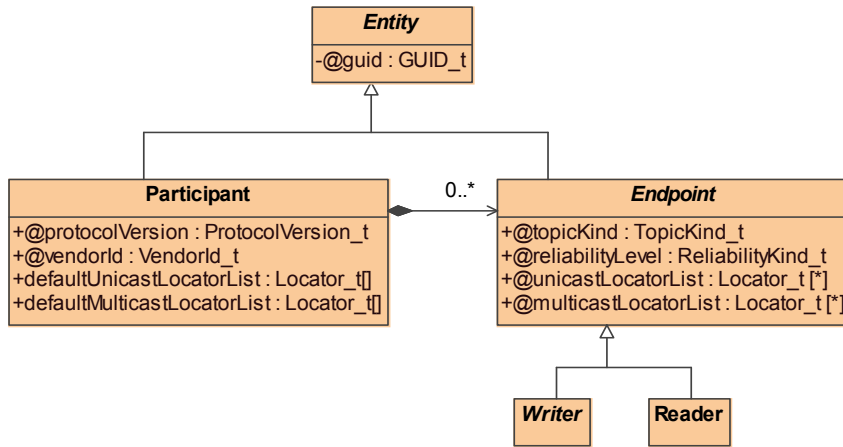 Entity
-@guid : GUID_t
Participant
+@protocolVersion : ProtocolVersion_t
+@vendorId : VendorId_t
+defaultUnicastLocatorList : Locator_t[]
+defaultMulticastLocatorList : Locator_t[]
0..*
Endpoint
+@topicKind : TopicKind_t
+@reliabilityLevel : ReliabilityKind_t
+@unicastLocatorList : Locator_t [*]
+@multicastLocatorList : Locator_t [*]
Writer
Reader